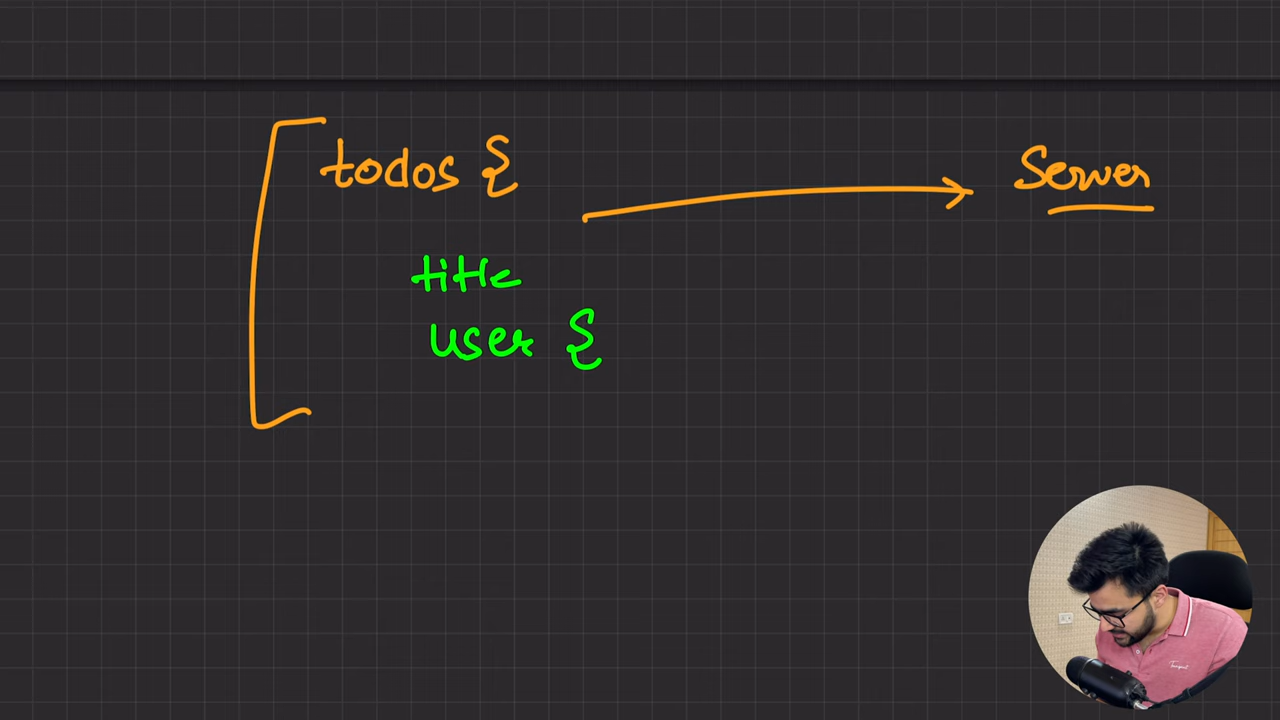 todos {
Server
title
user {